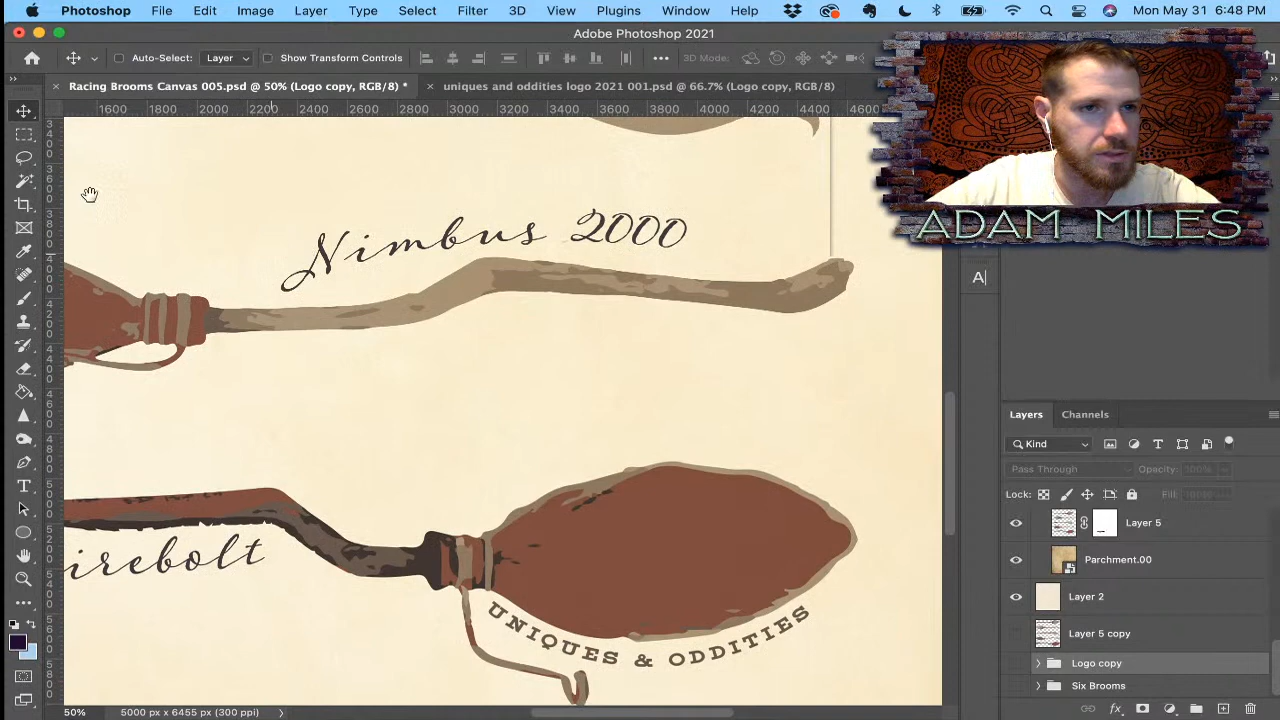 Photoshop File Edit Image Layer Type Select Filter 3D View Plugins Window Help Mon May 31 6:48 PM
Adobe Photoshop 2021
Auto-Select: Layer Show Transform Controls 3D Mode:
Racing Brooms Canvas 005.psd @ 50% (Logo copy, RGB/8) * uniques and oddities logo 2021 001.psd @ 66.7% (Logo copy, RGB/8)
1600 1800 2000 2200 2400 2600 2800 3000 3200 3400 3600 3800 4000 4200 4400 4600
ADAM MILES
Nimbus 2000
A|
irebolt
UNIQUES & ODDITIES
Layers Channels
Kind
Pass Through Opacity: 100%
Lock: Fill: 100%
Layer 5
Parchment.00
Layer 2
Layer 5 copy
Logo copy
Six Brooms
50% 5000 px x 6455 px (300 ppi)